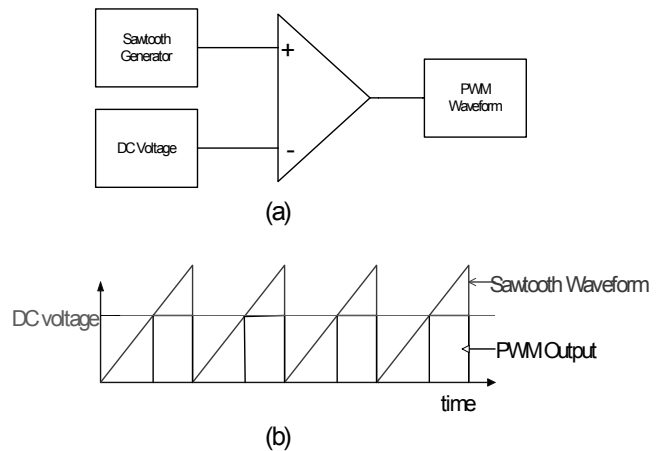 Sawtooth
Generator
+
DC Voltage
-
PWM
Waveform
(a)
Sawtooth Waveform
DC voltage
PWM Output
time
(b)